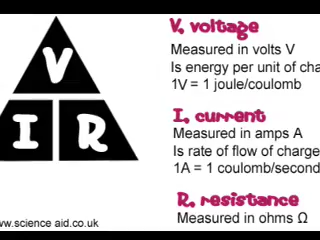 V
I R
V, voltage
Measured in volts V
Is energy per unit of
1V = 1 joule/coulomb
I, current
Measured in amps A
Is rate of flow of charge
1A = 1 coulomb/second
R, resistance
Measured in ohms Ω
ww.science aid.co.uk